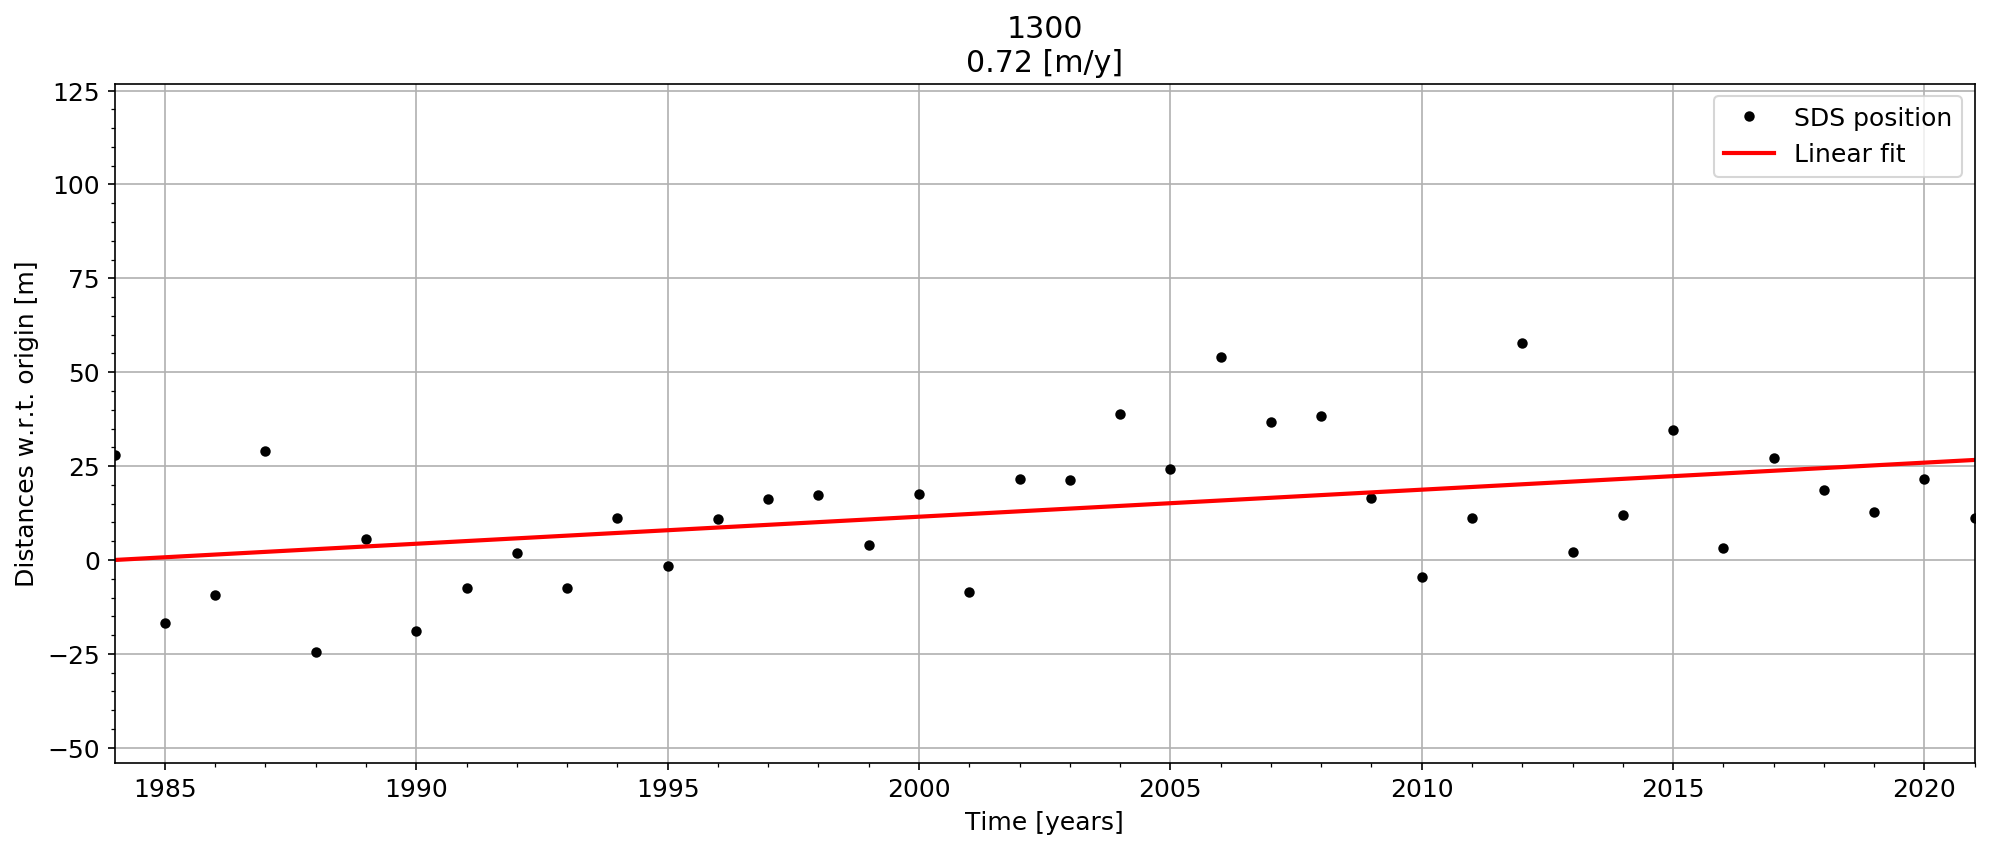 1300
0.72 [m/y]
SDS position
Linear fit
Distances w.r.t. origin [m]
125
100
75
50
25
0
−25
−50
1985 1990 1995 2000 2005 2010 2015 2020
Time [years]